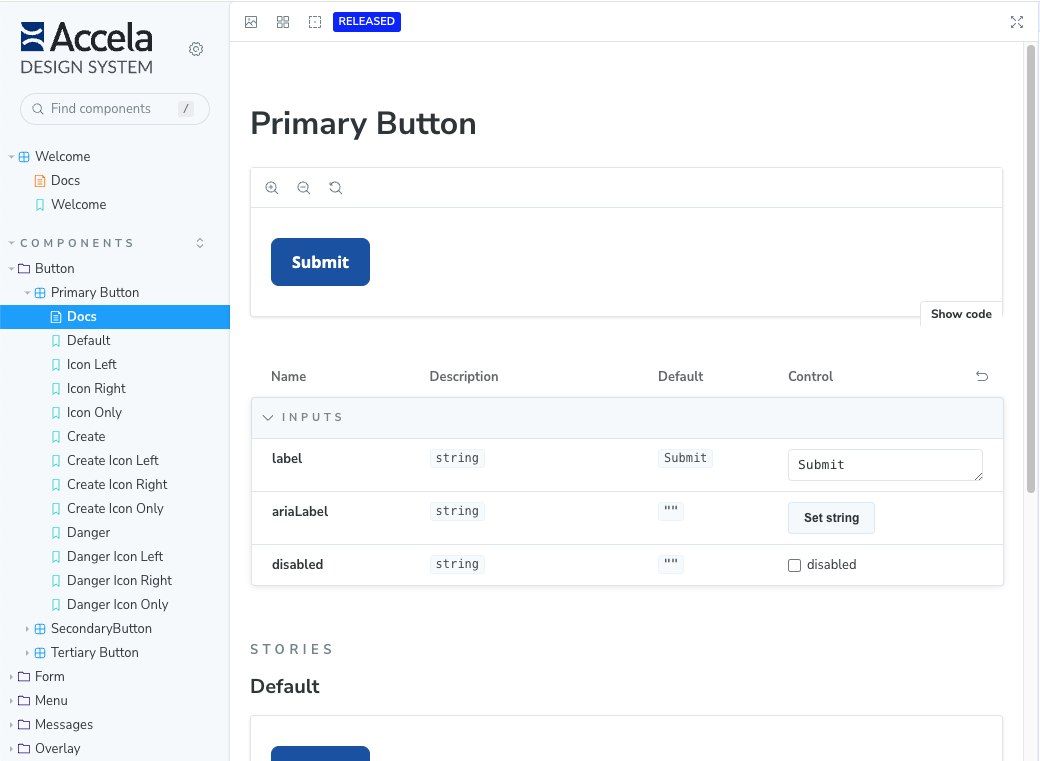 Accela
DESIGN SYSTEM
Find components /
Welcome
Docs
Welcome
COMPONENTS
Button
Primary Button
Docs
Default
Icon Left
Icon Right
Icon Only
Create
Create Icon Left
Create Icon Right
Create Icon Only
Danger
Danger Icon Left
Danger Icon Right
Danger Icon Only
SecondaryButton
Tertiary Button
Form
Menu
Messages
Overlay
RELEASED
Primary Button
Submit
Show code
Name Description Default Control
INPUTS
label string Submit Submit
ariaLabel string "" Set string
disabled string "" disabled
STORIES
Default